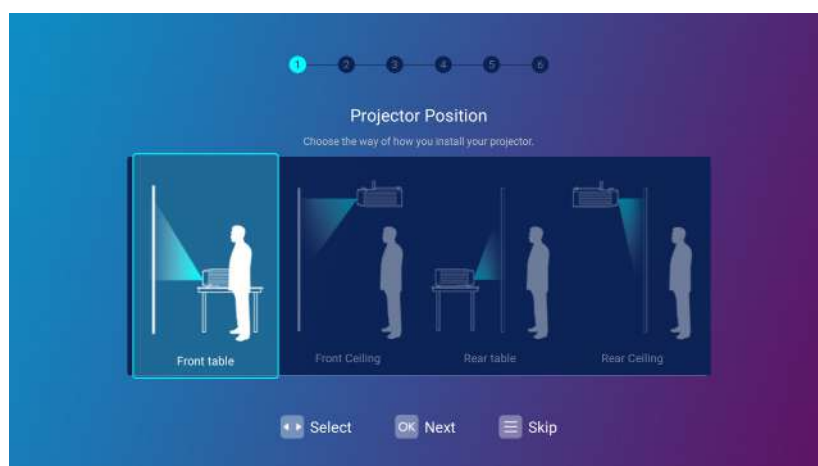 1 2 3 4 5 6
Projector Position
Choose the way of how you install your projector.
Front table Front Ceiling Rear table Rear Ceiling
Select OK Next Skip